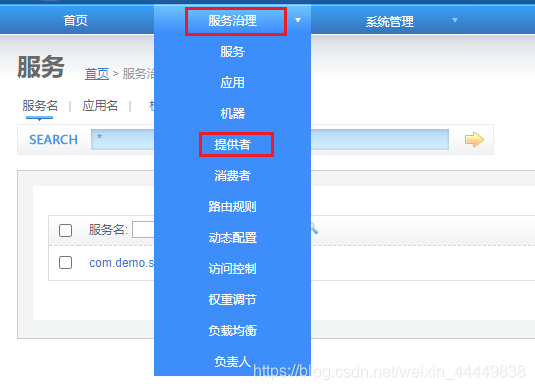 首页 服务治理 系统管理
服务 首页 > 服务治
服务名 | 应用名 |
SEARCH *
服务
应用
机器
提供者
消费者
路由规则
动态配置
访问控制
权重调节
负载均衡
负责人
服务名:
com.demo.s
https://blog.csdn.net/weixin_44449838